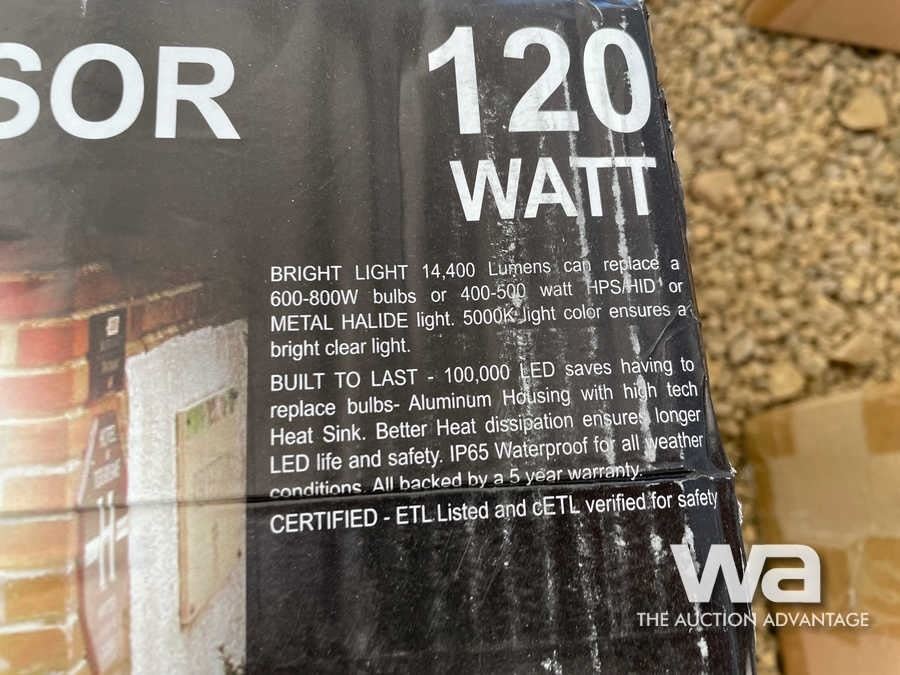 SOR
120
WATT
BRIGHT LIGHT 14,400 Lumens can replace a
600-800W bulbs or 400-500 watt HPS/HID or
METAL HALIDE light. 5000K light color ensures a
bright clear light.
BUILT TO LAST - 100,000 LED saves having to
replace bulbs- Aluminum Housing with high tech
Heat Sink. Better Heat dissipation ensures longer
LED life and safety. IP65 Waterproof for all weather
conditions. All backed by a 5 year warranty.
CERTIFIED - ETL Listed and cETL verified for safety
H
wa
THE AUCTION ADVANTAGE